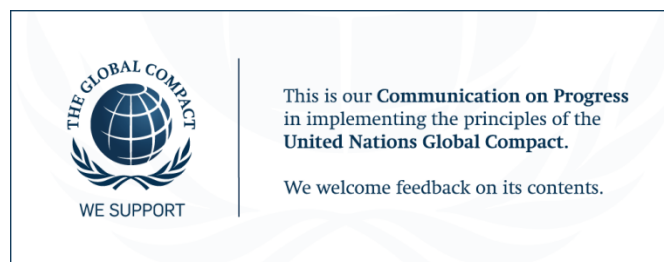 THE GLOBAL COMPACT
WE SUPPORT
This is our Communication on Progress
in implementing the principles of the
United Nations Global Compact.
We welcome feedback on its contents.